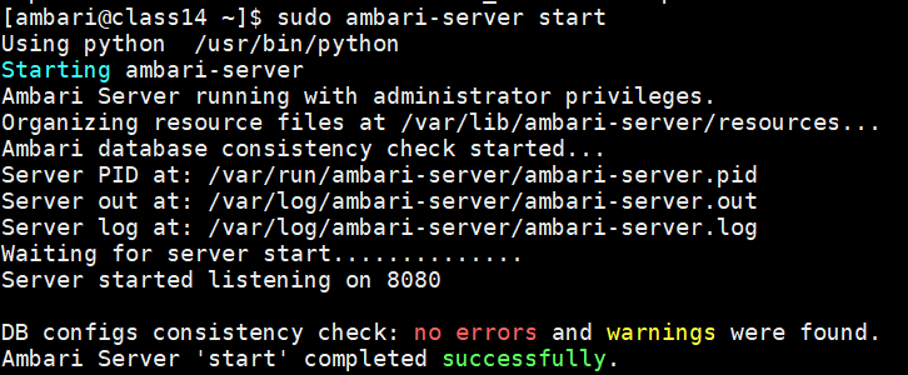 [ambari@class14 ~]$ sudo ambari-server start
Using python  /usr/bin/python
Starting ambari-server
Ambari Server running with administrator privileges.
Organizing resource files at /var/lib/ambari-server/resources...
Ambari database consistency check started...
Server PID at: /var/run/ambari-server/ambari-server.pid
Server out at: /var/log/ambari-server/ambari-server.out
Server log at: /var/log/ambari-server/ambari-server.log
Waiting for server start..............
Server started listening on 8080

DB configs consistency check: no errors and warnings were found.
Ambari Server 'start' completed successfully.